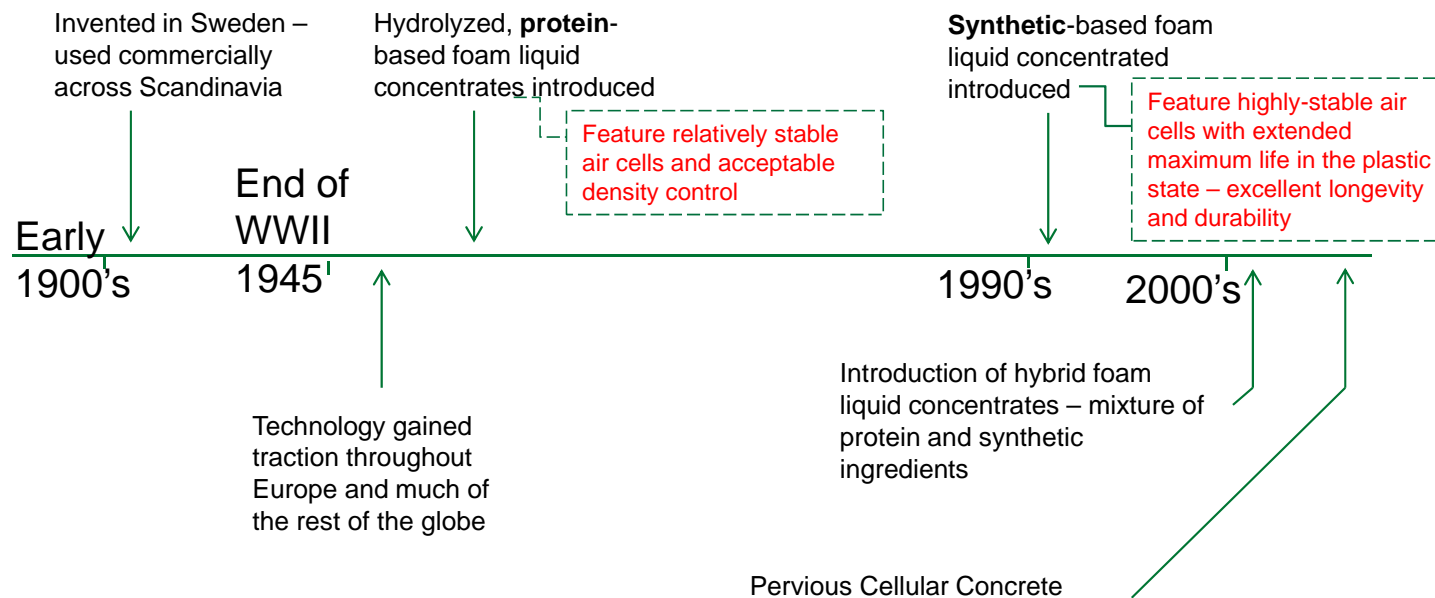 Invented in Sweden –
used commercially
across Scandinavia
Hydrolyzed, protein-
based foam liquid
concentrates introduced
Feature relatively stable
air cells and acceptable
density control
Synthetic-based foam
liquid concentrated
introduced
Feature highly-stable air
cells with extended
maximum life in the plastic
state – excellent longevity
and durability
Early
1900's
End of
WWII
1945
1990's
2000's
Technology gained
traction throughout
Europe and much of
the rest of the globe
Introduction of hybrid foam
liquid concentrates – mixture of
protein and synthetic
ingredients
Pervious Cellular Concrete